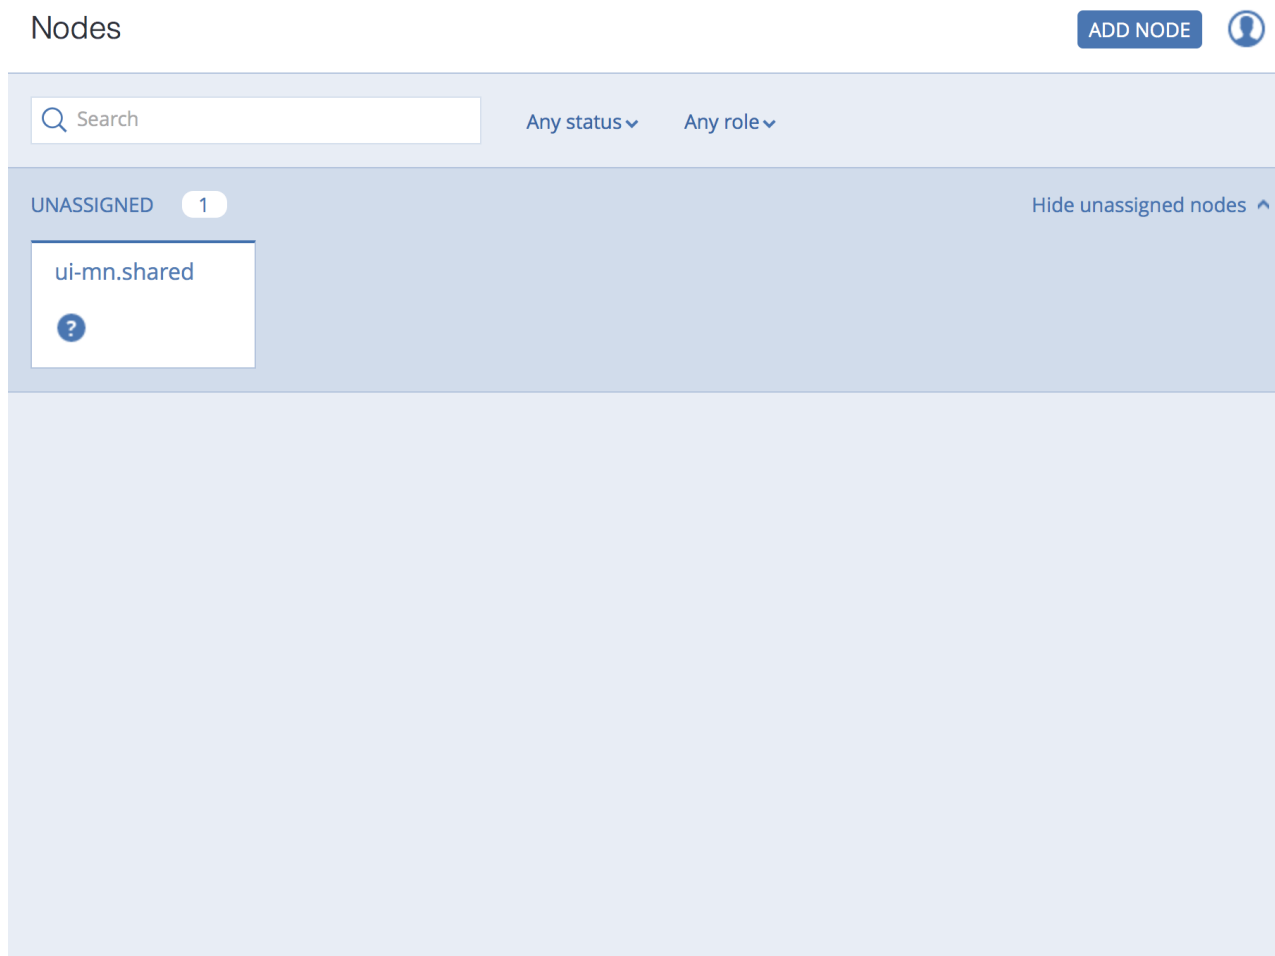 Nodes
ADD NODE
Search
Any status
Any role
UNASSIGNED 1
Hide unassigned nodes
ui-mn.shared
?